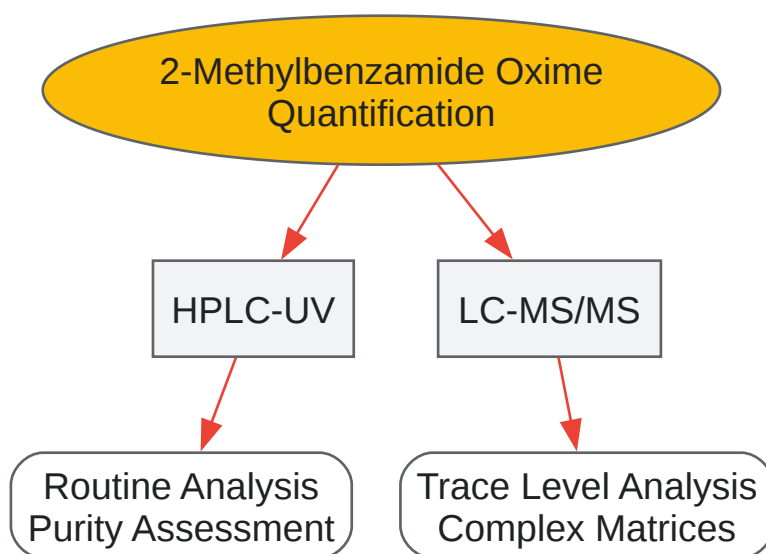 2-Methylbenzamide Oxime
Quantification
HPLC-UV
LC-MS/MS
Routine Analysis
Purity Assessment
Trace Level Analysis
Complex Matrices